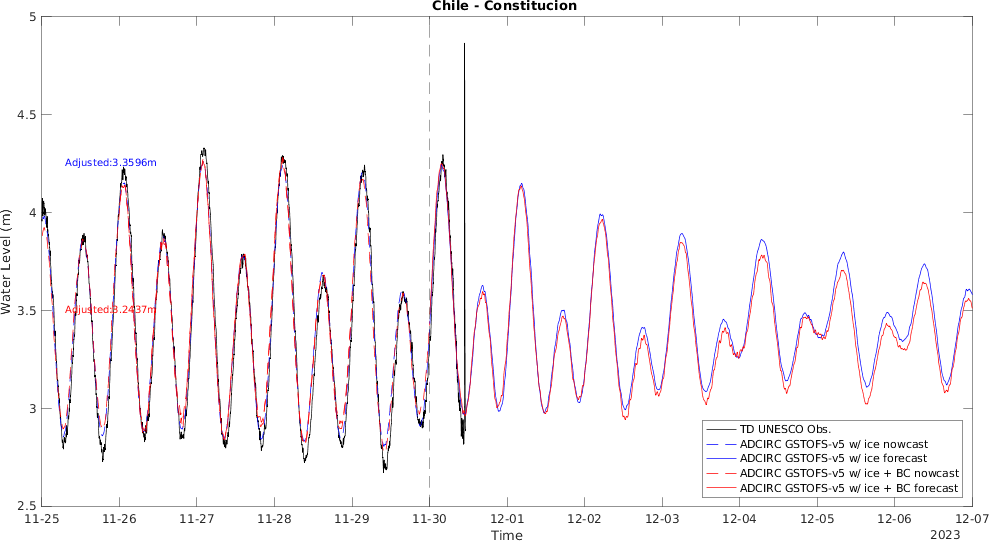 Chile - Constitucion
5
4.5
4
3.5
3
2.5
Water Level (m)
Adjusted:3.3596m
Adjusted:3.2437m
TD UNESCO Obs.
ADCIRC GSTOFS-v5 w/ ice nowcast
ADCIRC GSTOFS-v5 w/ ice forecast
ADCIRC GSTOFS-v5 w/ ice + BC nowcast
ADCIRC GSTOFS-v5 w/ ice + BC forecast
11-25 11-26 11-27 11-28 11-29 11-30 12-01 12-02 12-03 12-04 12-05 12-06 12-07
Time
2023